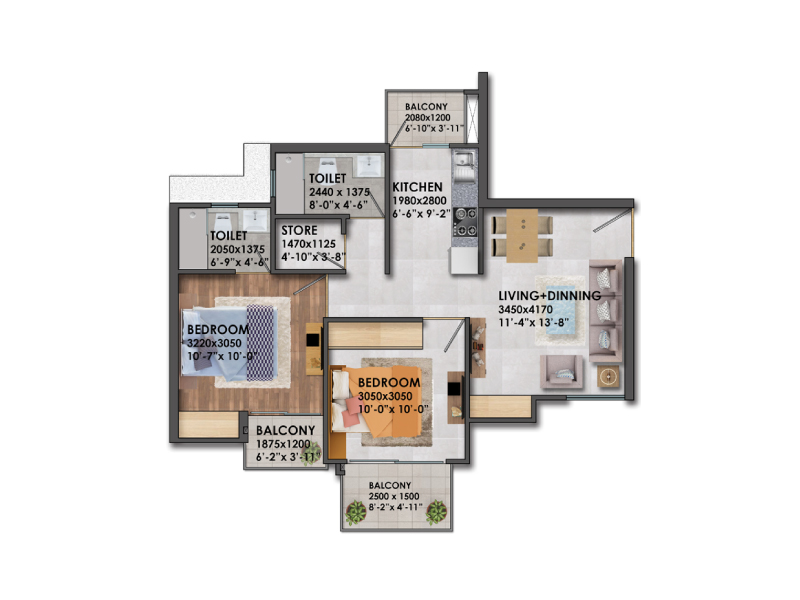 BALCONY
2080x1200
6'-10"x 3'-11"
TOILET
2440 x 1375
8'-0"x 4'-6"
KITCHEN
1980x2800
6'-6"x 9'-2"
TOILET
2050x1375
6'-9"x 4'-6"
STORE
1470x1125
4'-10"x 3'-8"
LIVING+DINNING
3450x4170
11'-4"x 13'-8"
BEDROOM
3220x3050
10'-7"x 10'-0"
BEDROOM
3050x3050
10'-0"x 10'-0"
BALCONY
1875x1200
6'-2"x 3'-11"
BALCONY
2500 x 1500
8'-2"x 4'-11"